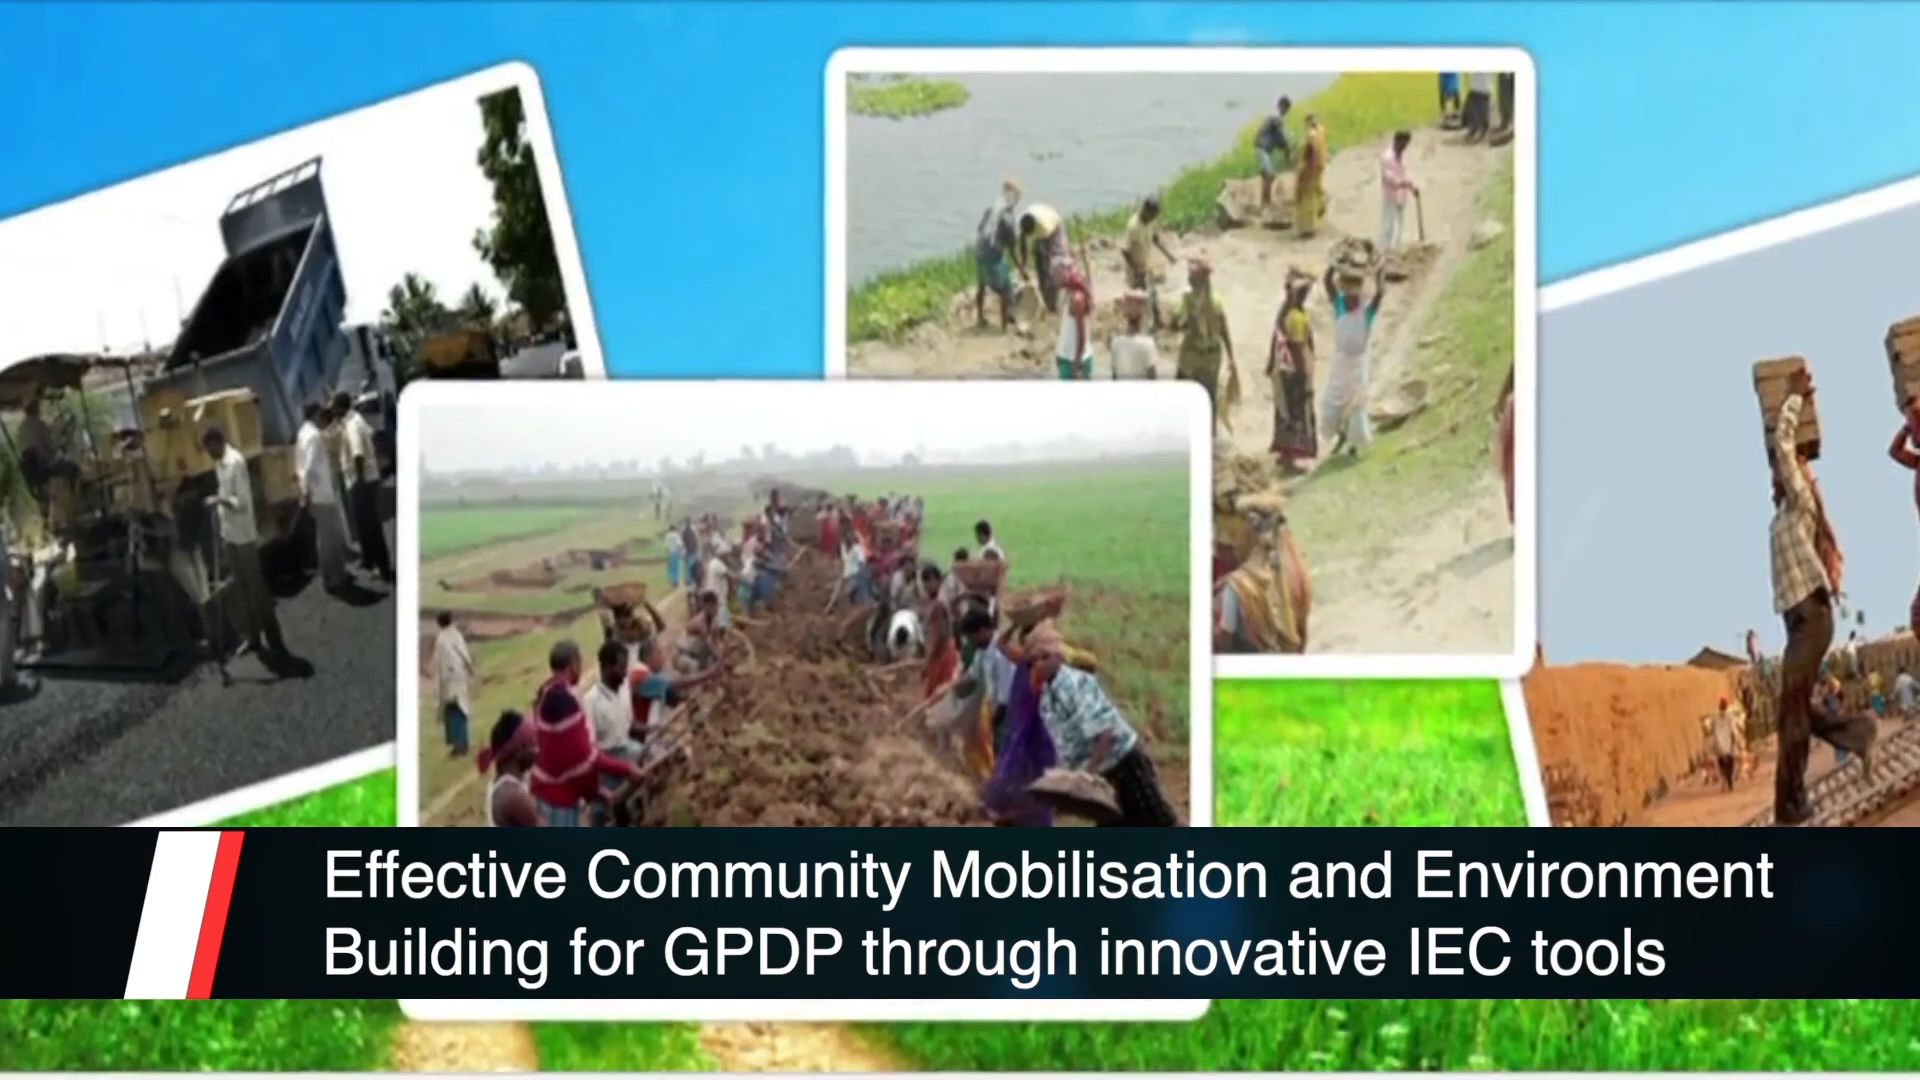 Effective Community Mobilisation and Environment
Building for GPDP through innovative IEC tools